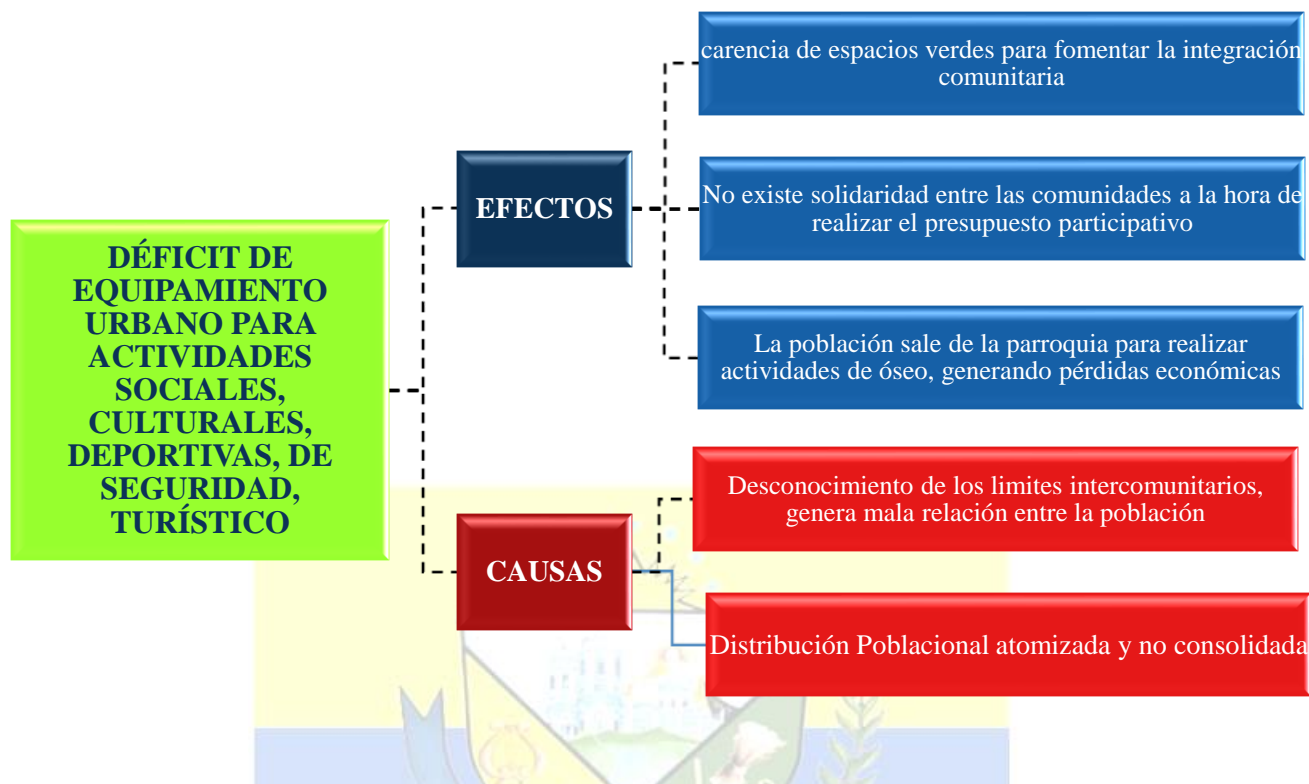 DÉFICIT DE
EQUIPAMIENTO
URBANO PARA
ACTIVIDADES
SOCIALES,
CULTURALES,
DEPORTIVAS, DE
SEGURIDAD,
TURÍSTICO
EFECTOS
carencia de espacios verdes para fomentar la integración
comunitaria
No existe solidaridad entre las comunidades a la hora de
realizar el presupuesto participativo
La población sale de la parroquia para realizar
actividades de óseo, generando pérdidas económicas
CAUSAS
Desconocimiento de los limites intercomunitarios,
genera mala relación entre la población
Distribución Poblacional atomizada y no consolidada